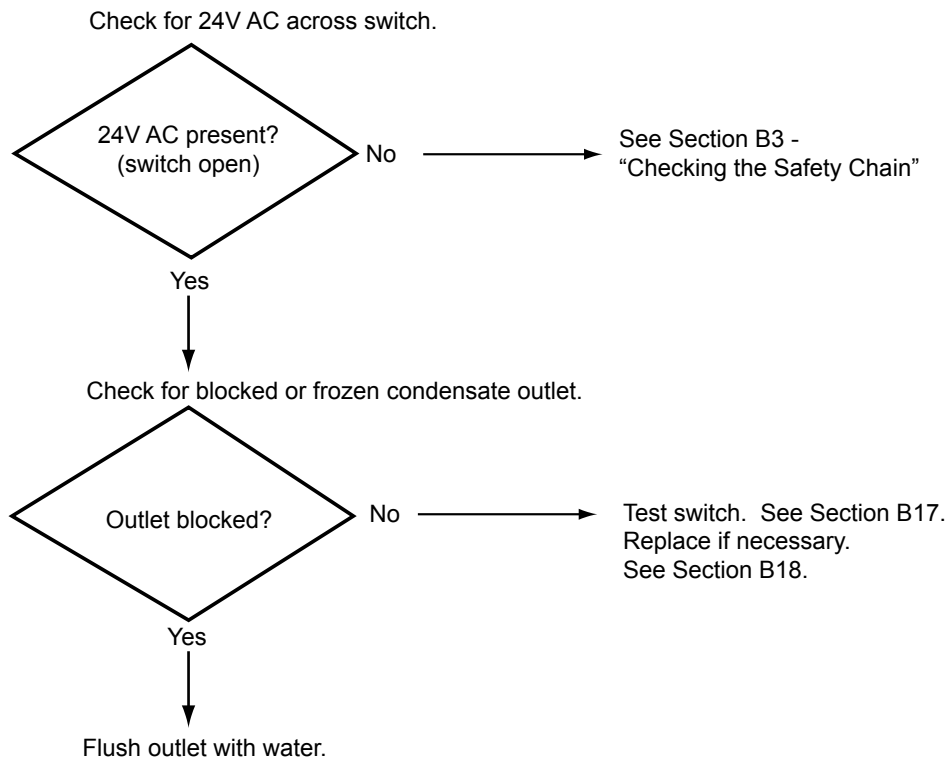 Check for 24V AC across switch.
24V AC present?
(switch open)
No
See Section B3 -
“Checking the Safety Chain”
Yes
Check for blocked or frozen condensate outlet.
Outlet blocked?
No
Test switch.  See Section B17.
Replace if necessary.
See Section B18.
Yes
Flush outlet with water.